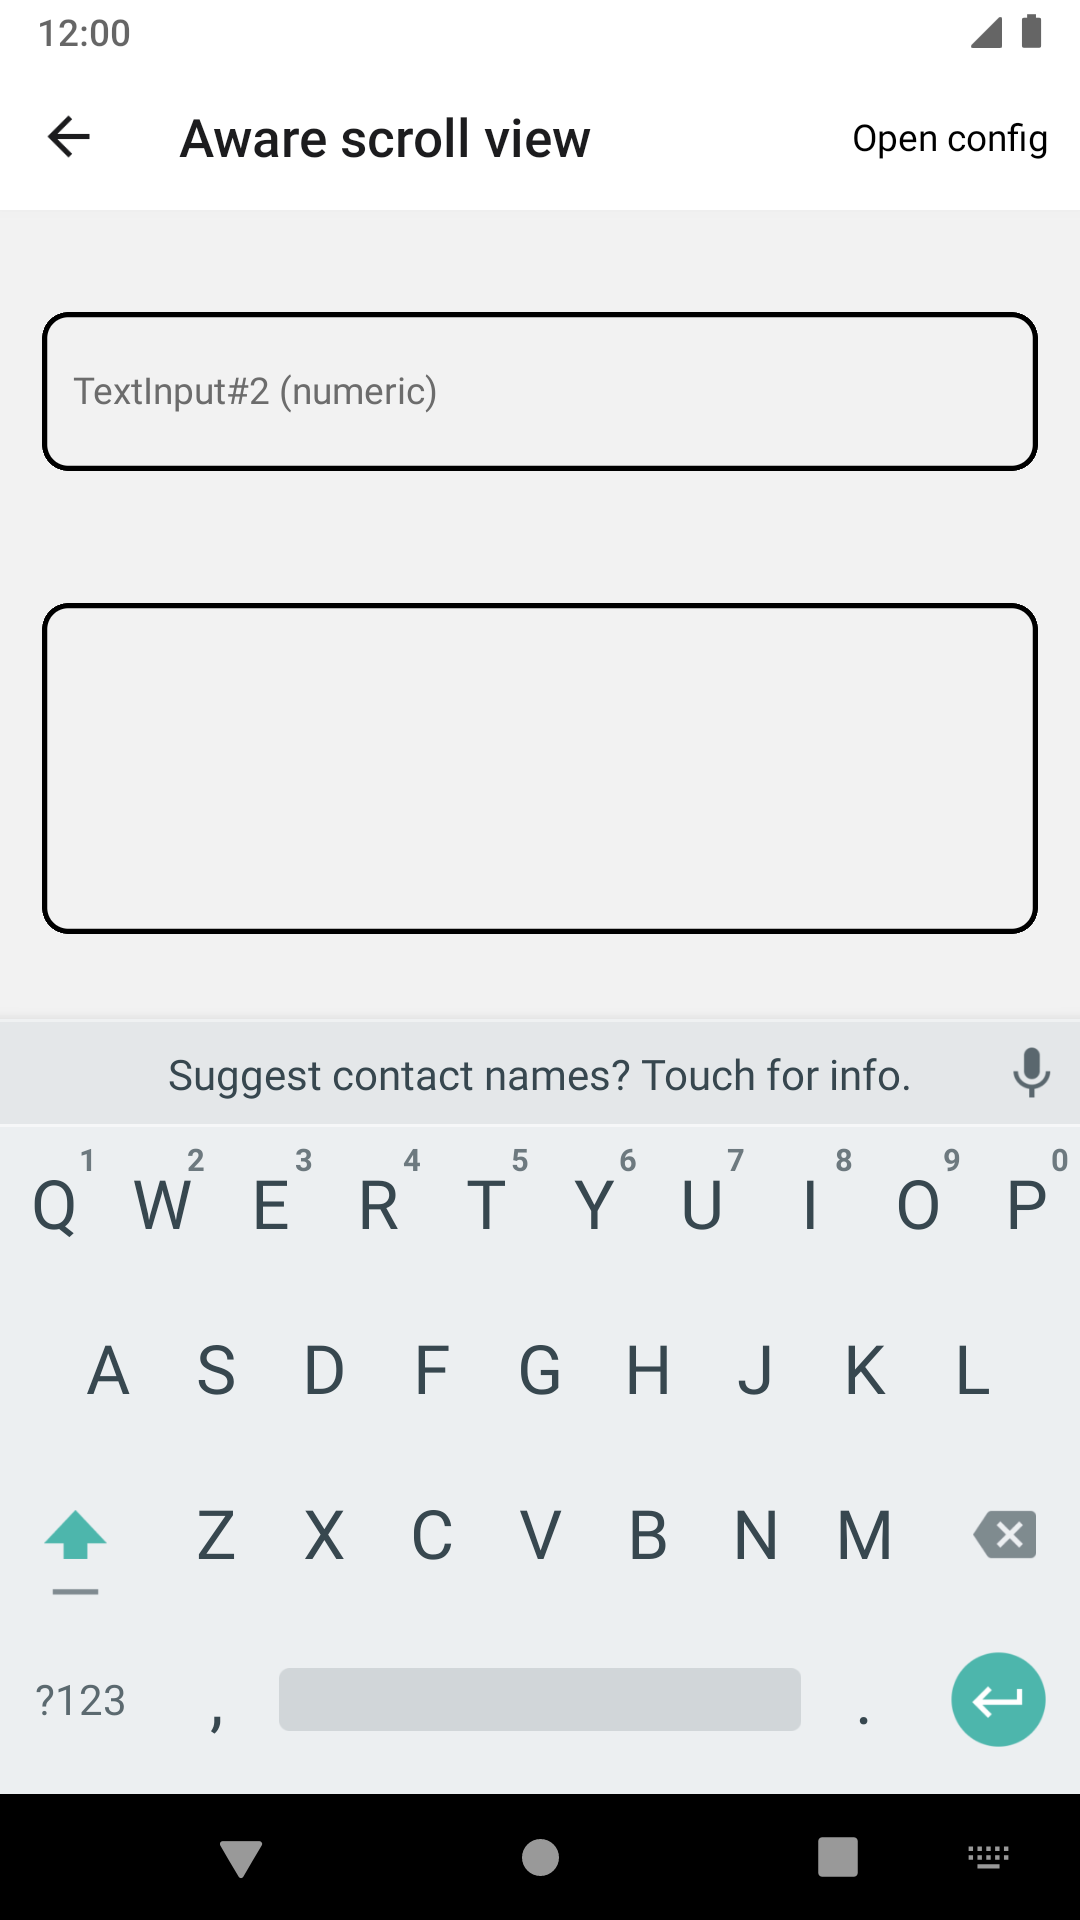 12:00
Aware scroll view
Open config
TextInput#2 (numeric)
Suggest contact names? Touch for info.
1 2 3 4 5 6 7 8 9 0
Q W E R T Y U I O P
A S D F G H J K L
Z X C V B N M
?123 , .